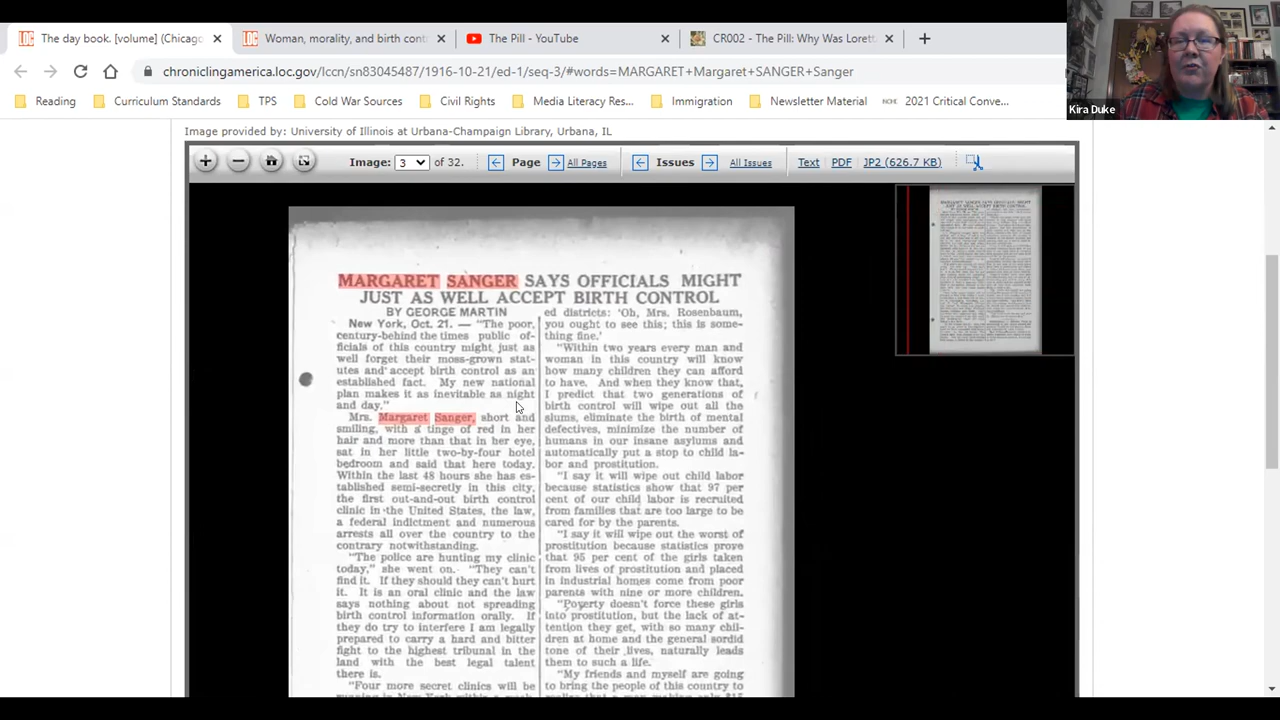 The day book. [volume] (Chicago
Woman, morality, and birth cont
The Pill - YouTube
CR002 - The Pill: Why Was Lorett
chroniclingamerica.loc.gov/lccn/sn83045487/1916-10-21/ed-1/seq-3/#words=MARGARET+Margaret+SANGER+Sanger
Kira Duke
Reading
Curriculum Standards
TPS
Cold War Sources
Civil Rights
Media Literacy Res...
Immigration
Newsletter Material
2021 Critical Conve...
Image provided by: University of Illinois at Urbana-Champaign Library, Urbana, IL
Image: 3 of 32.
Page
All Pages
Issues
All Issues
Text
PDF
JP2 (626.7 KB)
MARGARET SANGER SAYS OFFICIALS MIGHT
JUST AS WELL ACCEPT BIRTH CONTROL
BY GEORGE MARTIN
New York, Oct. 21. — "The poor,
century-behind the times public of-
ficials of this country might just as
well forget their moss-grown stat-
utes and accept birth control as an
established fact. My new national
plan makes it as inevitable as night
and day."
Mrs. Margaret Sanger, short and
smiling, with a tinge of red in her
hair and more than that in her eye,
sat in her little two-by-four hotel
bedroom and said that here today.
Within the last 48 hours she has es-
tablished semi-secretly in this city,
the first out-and-out birth control
clinic in the United States, the law,
a federal indictment and numerous
arrests all over the country to the
contrary notwithstanding.
"The police are hunting my clinic
today," she went on. "They can't
find it. If they should they can't hurt
it. It is an oral clinic and the law
says nothing about not spreading
birth control information orally. If
they do try to interfere I am legally
prepared to carry a hard and bitter
fight to the highest tribunal in the
land with the best legal talent
there is.
"Four more secret clinics will be
ed districts: 'Oh, Mrs. Rosenbaum,
you ought to see this; this is some-
thing fine.'
"Within two years every man and
woman in this country will know
how many children they can afford
to have. And when they know that,
I predict that two generations of
birth control will wipe out all the
slums, eliminate the birth of mental
defectives, minimize the number of
humans in our insane asylums and
automatically put a stop to child la-
bor and prostitution.
"I say it will wipe out child labor
because statistics show that 97 per
cent of our child labor is recruited
from families that are too large to be
cared for by the parents.
"I say it will wipe out the worst of
prostitution because statistics prove
that 95 per cent of the girls taken
from lives of prostitution and placed
in industrial homes come from poor
parents with nine or more children.
"Poverty doesn't force these girls
into prostitution, but the lack of at-
tention they get, with so many chil-
dren at home and the general sordid
tone of their lives, naturally leads
them to such a life.
"My friends and myself are going
to bring the people of this country to